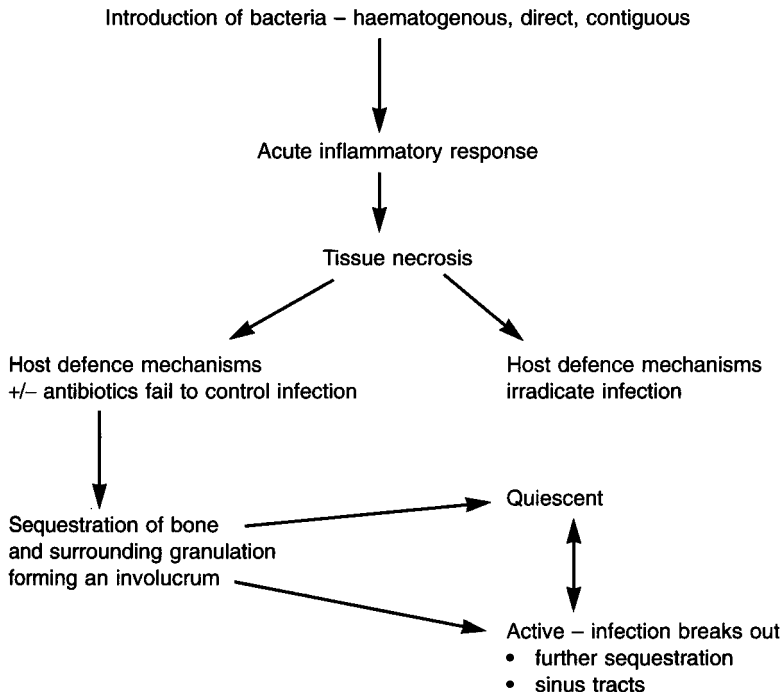 Introduction of bacteria – haematogenous, direct, contiguous
Acute inflammatory response
Tissue necrosis
Host defence mechanisms
+/– antibiotics fail to control infection
Host defence mechanisms
irradicate infection
Sequestration of bone
and surrounding granulation
forming an involucrum
Quiescent
Active – infection breaks out
• further sequestration
• sinus tracts